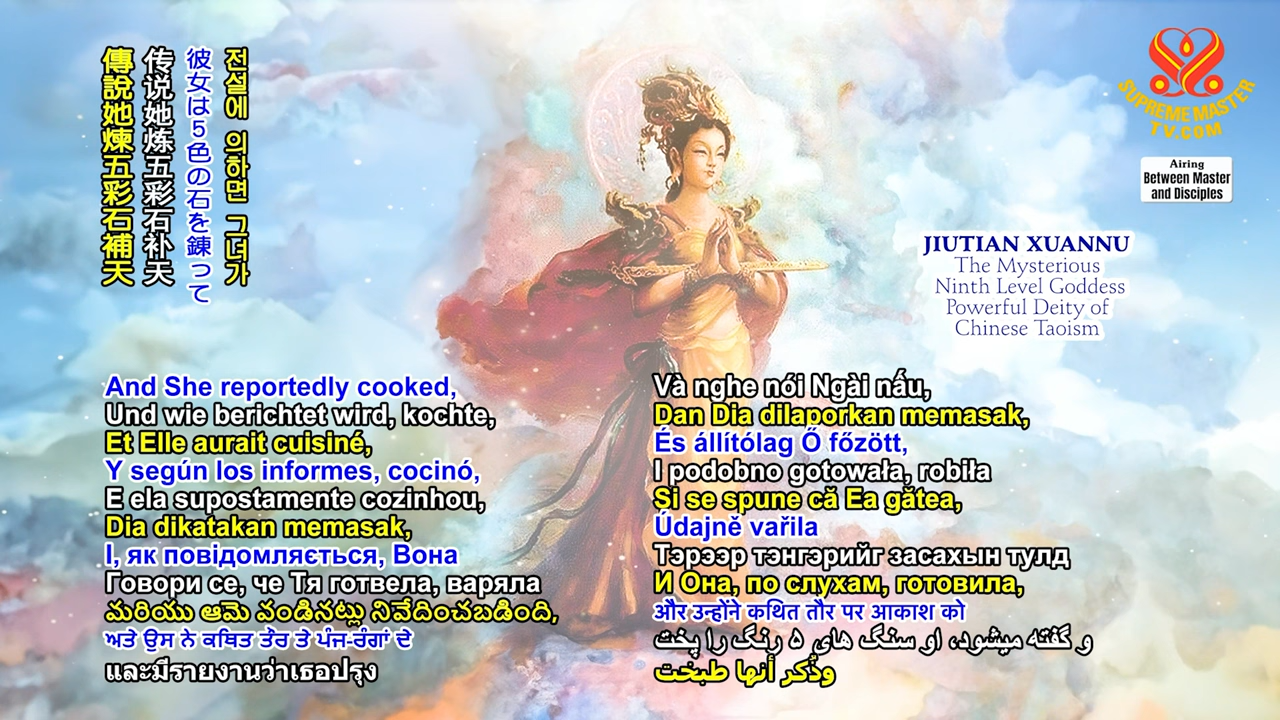 傳說她煉五彩石補天
传说她炼五彩石补天
彼女は5色の石を錬って
전설에 의하면 그녀가
SUPREME MASTER
TV.COM
Airing
Between Master
and Disciples
JIUTIAN XUANNU
The Mysterious
Ninth Level Goddess
Powerful Deity of
Chinese Taoism
And She reportedly cooked,
Und wie berichtet wird, kochte,
Et Elle aurait cuisiné,
Y según los informes, cocinó,
E ela supostamente cozinhou,
Dia dikatakan memasak,
І, як повідомляється, Вона
Говори се, че Тя готвела, варяла
మరియు ఆమె వండినట్లు నివేదించబడింది,
ਅਤੇ ਉਸ ਨੇ ਕਥਿਤ ਤੌਰ ਤੇ ਪੰਜ-ਰੰਗਾਂ ਦੇ
และมีรายงานว่าเธอปรุง
Và nghe nói Ngài nấu,
Dan Dia dilaporkan memasak,
És állítólag Ő főzött,
I podobno gotowała, robiła
Si se spune că Ea gătea,
Údajně vařila
Тэрээр тэнгэрийг засахын тулд
И Она, по слухам, готовила,
और उन्होंने कथित तौर पर आकाश को
و گفته میشود، او سنگ های ۵ رنگ را پخت
وذُكر أنها طبخت